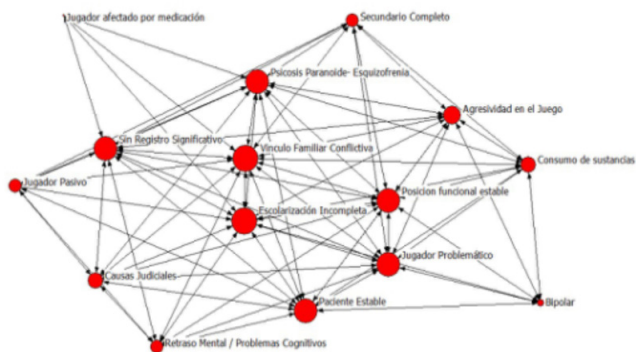 Jugador afectado por medicación
Secundario Completo
Psicosis Paranoide- Esquizofrenia
Agresividad en el Juego
Sin Registro Significativo
Vinculo Familiar Conflictiva
Consumo de sustancias
Jugador Pasivo
Posicion funcional estable
Escolarización Incompleta
Jugador Problemático
Causas Judiciales
Paciente Estable
Bipolar
Retraso Mental / Problemas Cognitivos